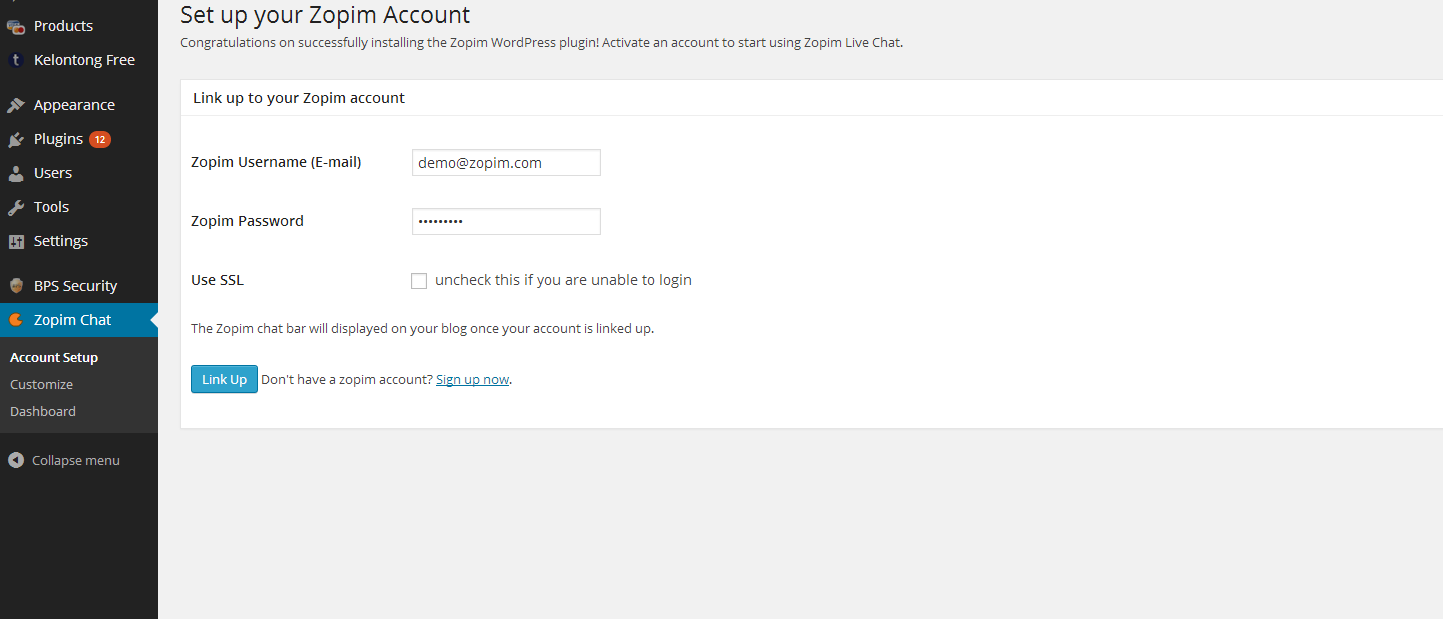 Products
Kelontong Free
Appearance
Plugins 12
Users
Tools
Settings
BPS Security
Zopim Chat
Account Setup
Customize
Dashboard
Collapse menu
Set up your Zopim Account
Congratulations on successfully installing the Zopim WordPress plugin! Activate an account to start using Zopim Live Chat.
Link up to your Zopim account
Zopim Username (E-mail) demo@zopim.com
Zopim Password •••••••••
Use SSL uncheck this if you are unable to login
The Zopim chat bar will displayed on your blog once your account is linked up.
Link Up Don't have a zopim account? Sign up now.